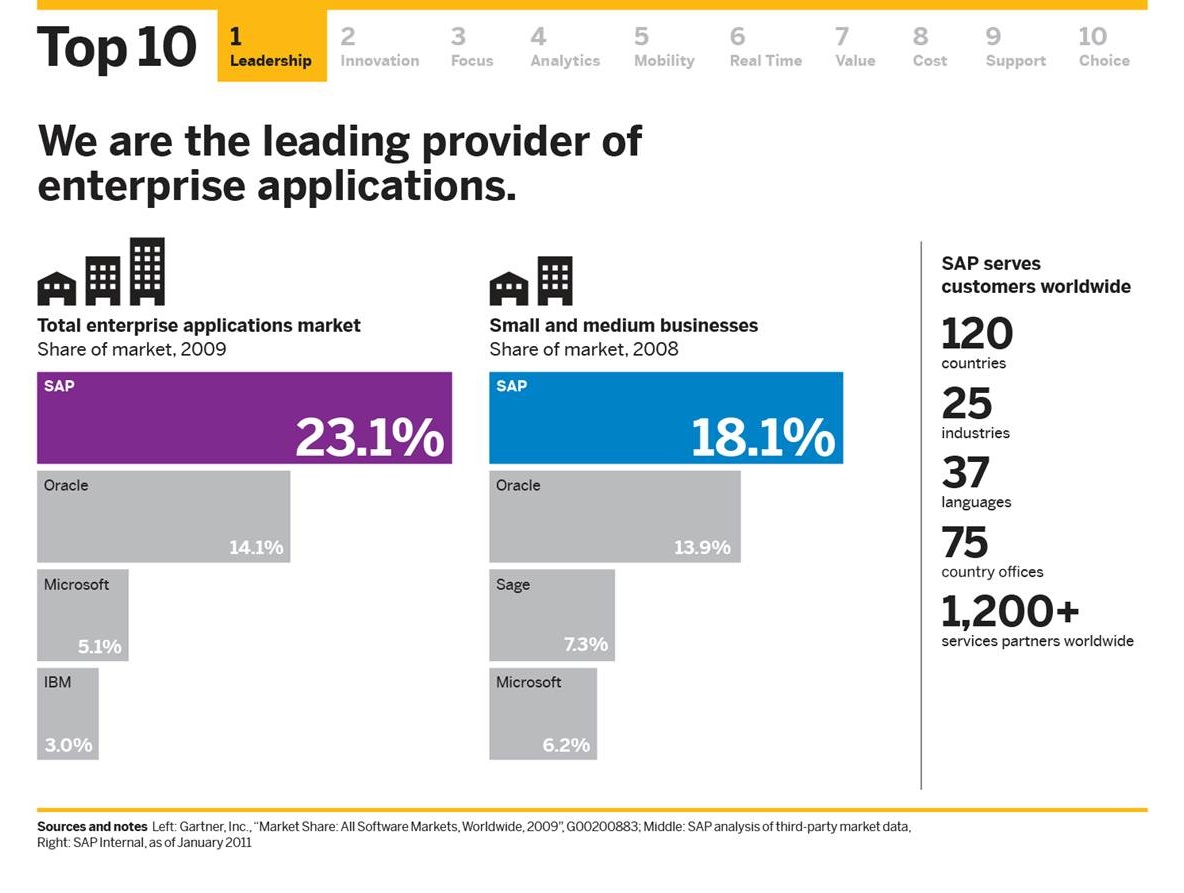 Top 10
1
Leadership
2
Innovation
3
Focus
4
Analytics
5
Mobility
6
Real Time
7
Value
8
Cost
9
Support
10
Choice
We are the leading provider of
enterprise applications.
Total enterprise applications market
Share of market, 2009
SAP
23.1%
Oracle
14.1%
Microsoft
5.1%
IBM
3.0%
Small and medium businesses
Share of market, 2008
SAP
18.1%
Oracle
13.9%
Sage
7.3%
Microsoft
6.2%
SAP serves
customers worldwide
120
countries
25
industries
37
languages
75
country offices
1,200+
services partners worldwide
Sources and notes Left: Gartner, Inc., “Market Share: All Software Markets, Worldwide, 2009”, G00200883; Middle: SAP analysis of third-party market data,
Right: SAP Internal, as of January 2011